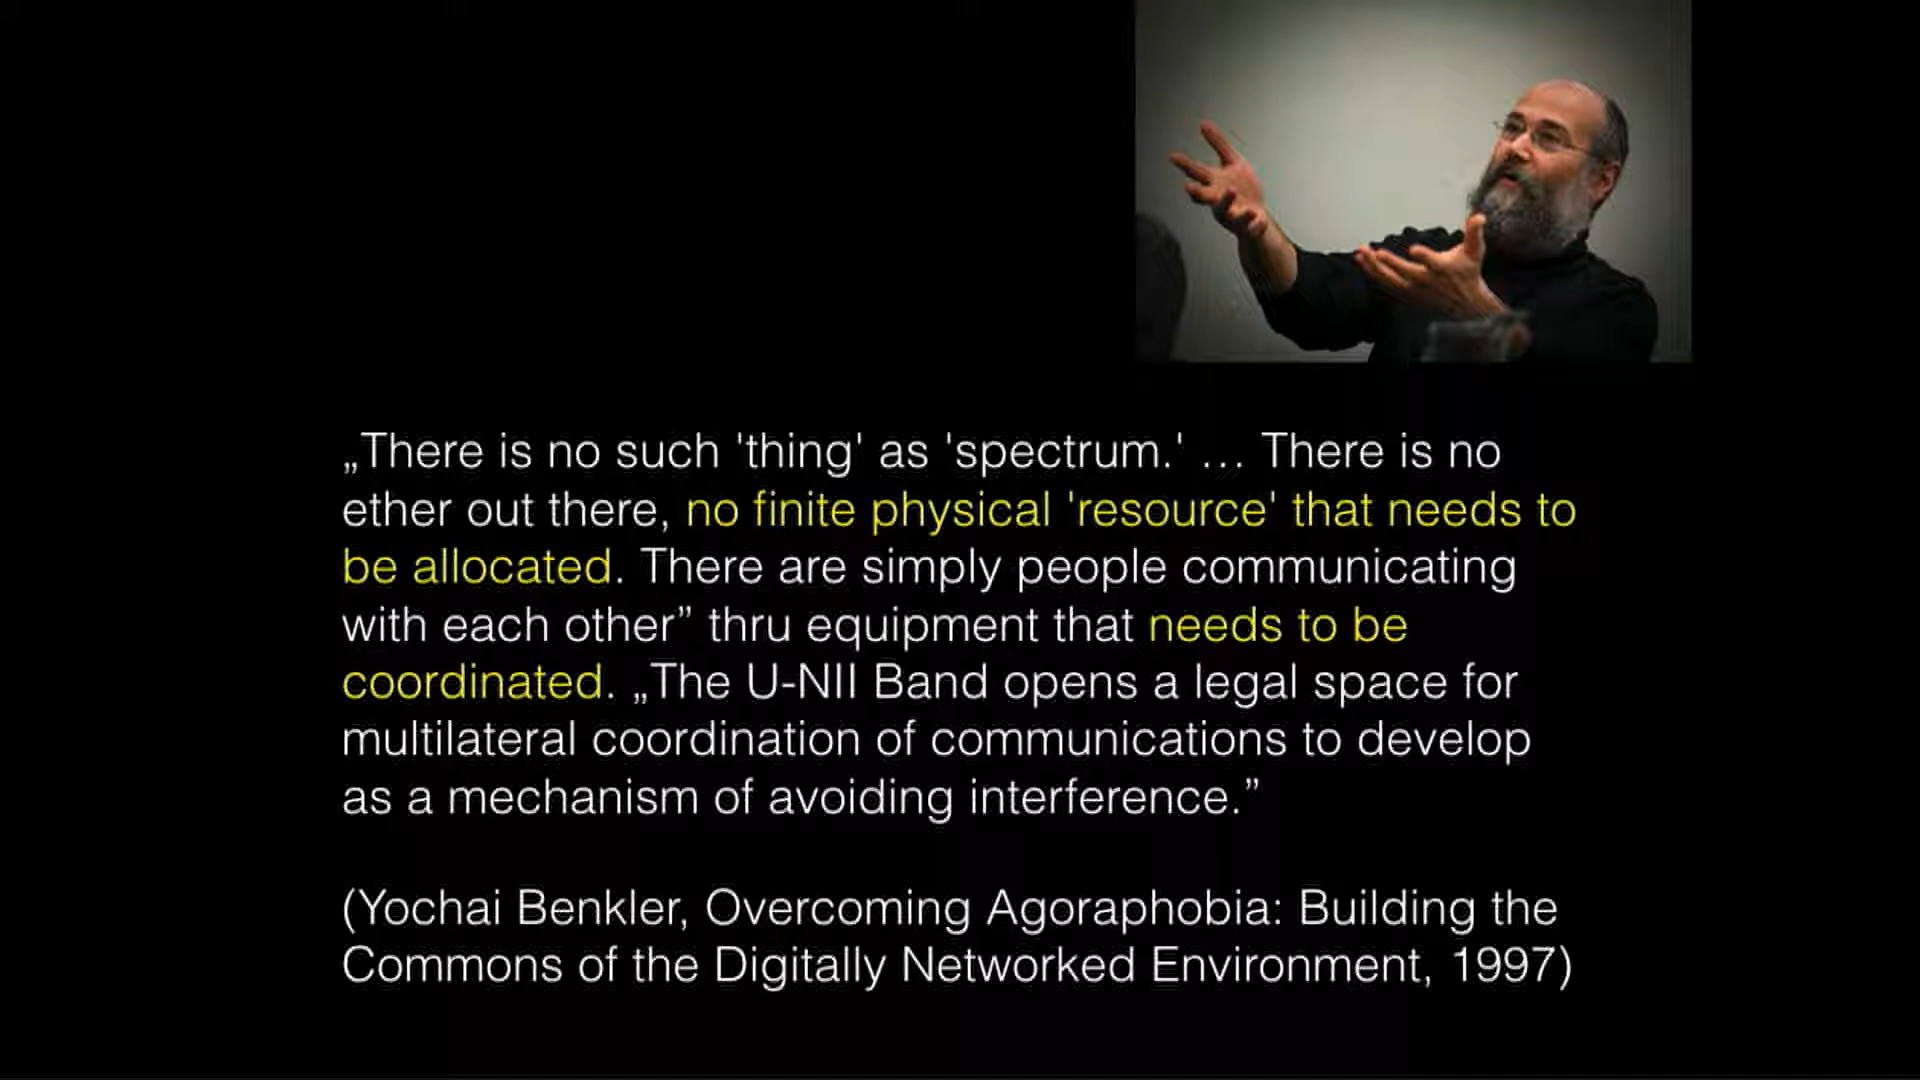 „There is no such 'thing' as 'spectrum.' … There is no
ether out there, no finite physical 'resource' that needs to
be allocated. There are simply people communicating
with each other” thru equipment that needs to be
coordinated. „The U-NII Band opens a legal space for
multilateral coordination of communications to develop
as a mechanism of avoiding interference.”
(Yochai Benkler, Overcoming Agoraphobia: Building the
Commons of the Digitally Networked Environment, 1997)